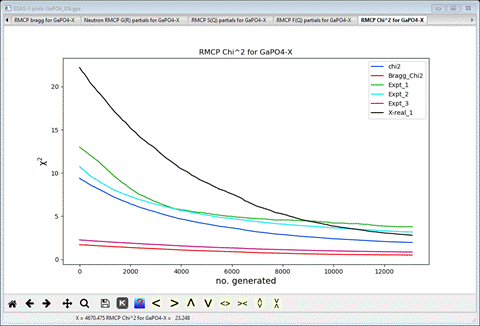 GSAS-II plots: GaPO4_XN.gpx
RMCP bragg for GaPO4-X
Neutron RMCP G(R) partials for GaPO4-X
RMCP S(Q) partials for GaPO4-X
RMCP F(Q) partials for GaPO4-X
RMCP Chi^2 for GaPO4-X
RMCP Chi^2 for GaPO4-X
chi2
Bragg_Chi2
Expt_1
Expt_2
Expt_3
X-real_1
20
15
10
5
0
χ²
0
2000
4000
6000
8000
10000
12000
no. generated
K
X = 4670.475 RMCP Chi^2 for GaPO4-X = 23.248